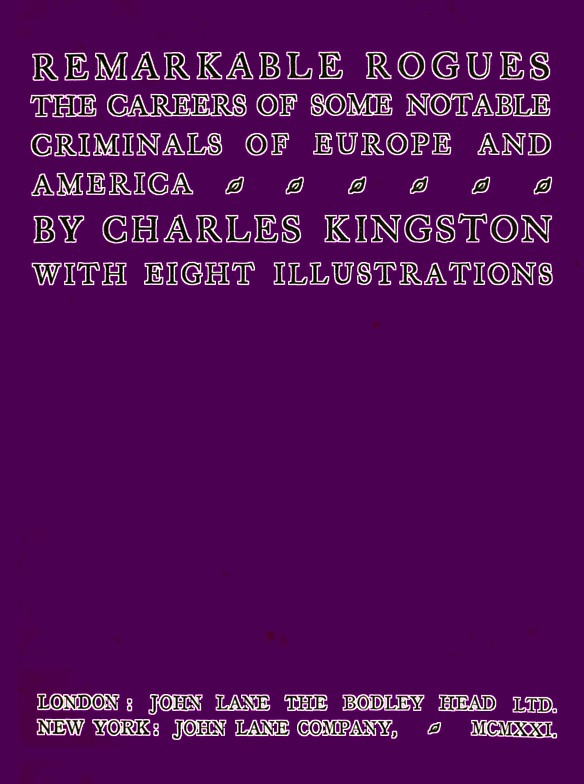 REMARKABLE ROGUES
THE CAREERS OF SOME NOTABLE
CRIMINALS OF EUROPE AND
AMERICA
BY CHARLES KINGSTON
WITH EIGHT ILLUSTRATIONS
LONDON : JOHN LANE THE BODLEY HEAD LTD.
NEW YORK : JOHN LANE COMPANY, MCMXXI.